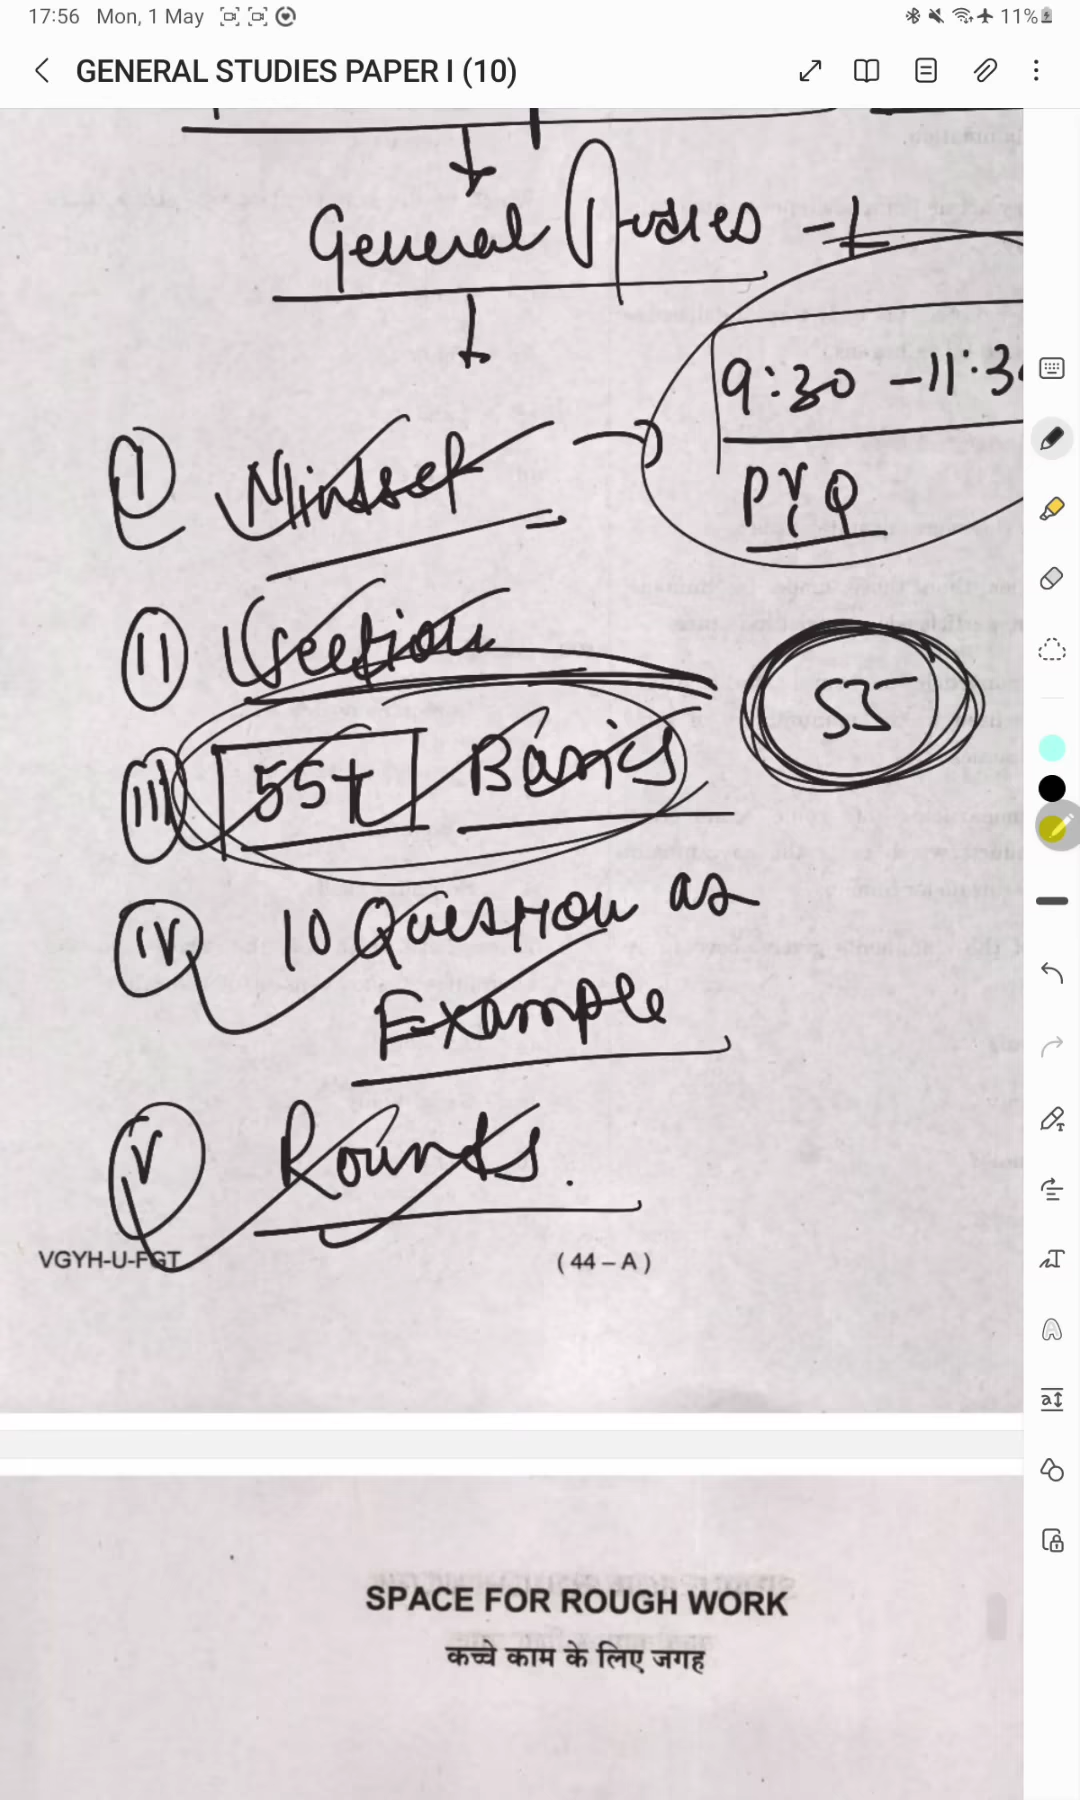 17:56 Mon, 1 May 11%
GENERAL STUDIES PAPER I (10)
General Studies - I
9:30 - 11:3
PYQ
I Mindset
II Section
55
III 55+ Basics
IV 10 Question as
Example
V Rounds.
VGYH-U-FGT
( 44 – A )
SPACE FOR ROUGH WORK
कच्चे काम के लिए जगह